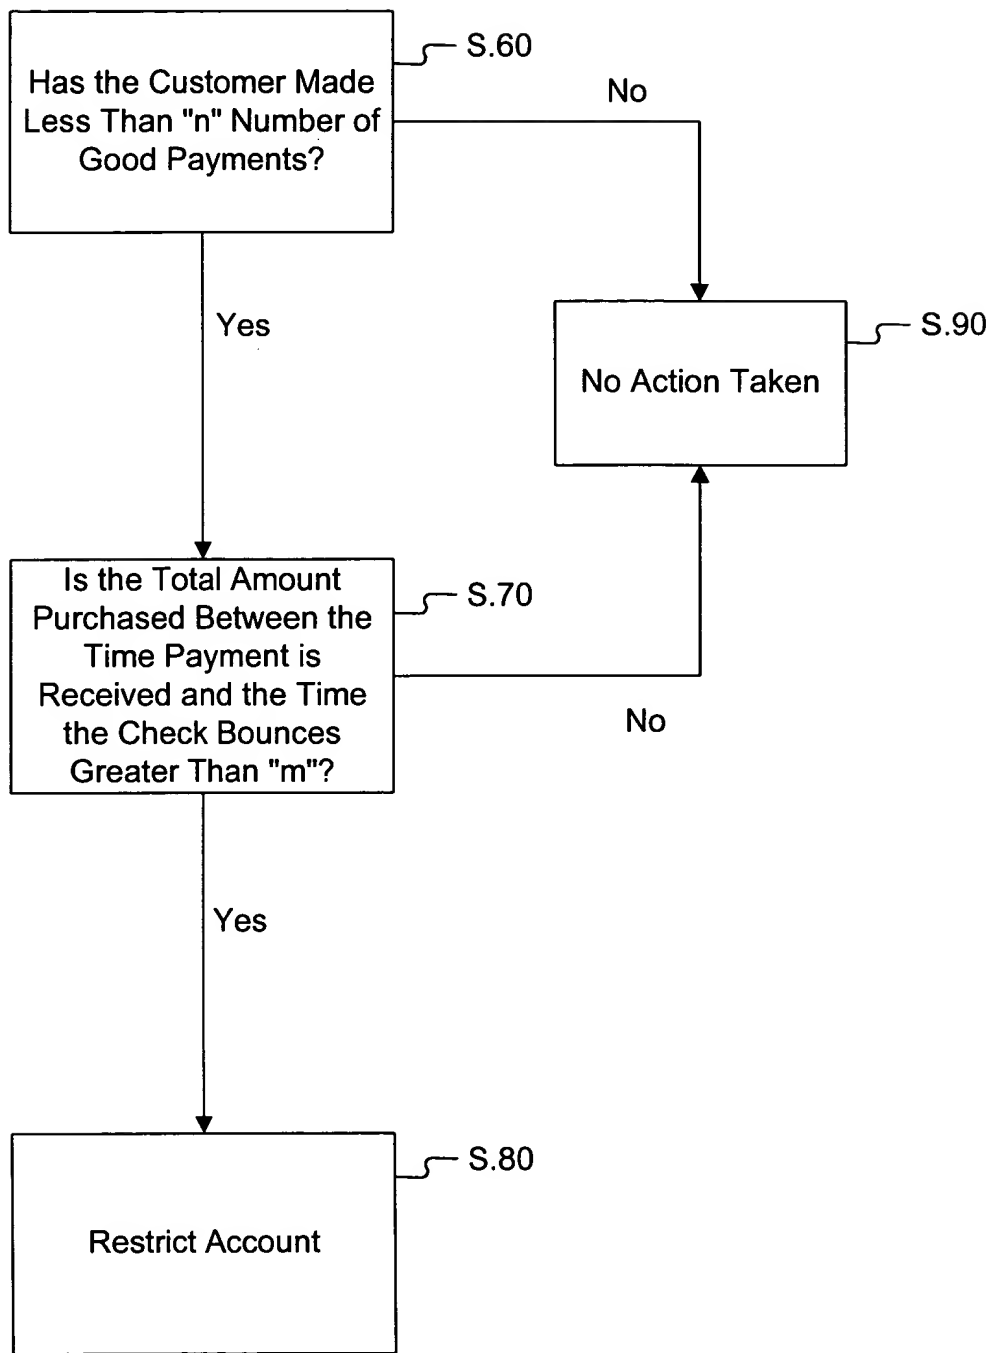 S.60
Has the Customer Made
Less Than "n" Number of
Good Payments?
No
Yes
S.90
No Action Taken
Is the Total Amount
Purchased Between the
Time Payment is
Received and the Time
the Check Bounces
Greater Than "m"?
S.70
No
Yes
S.80
Restrict Account